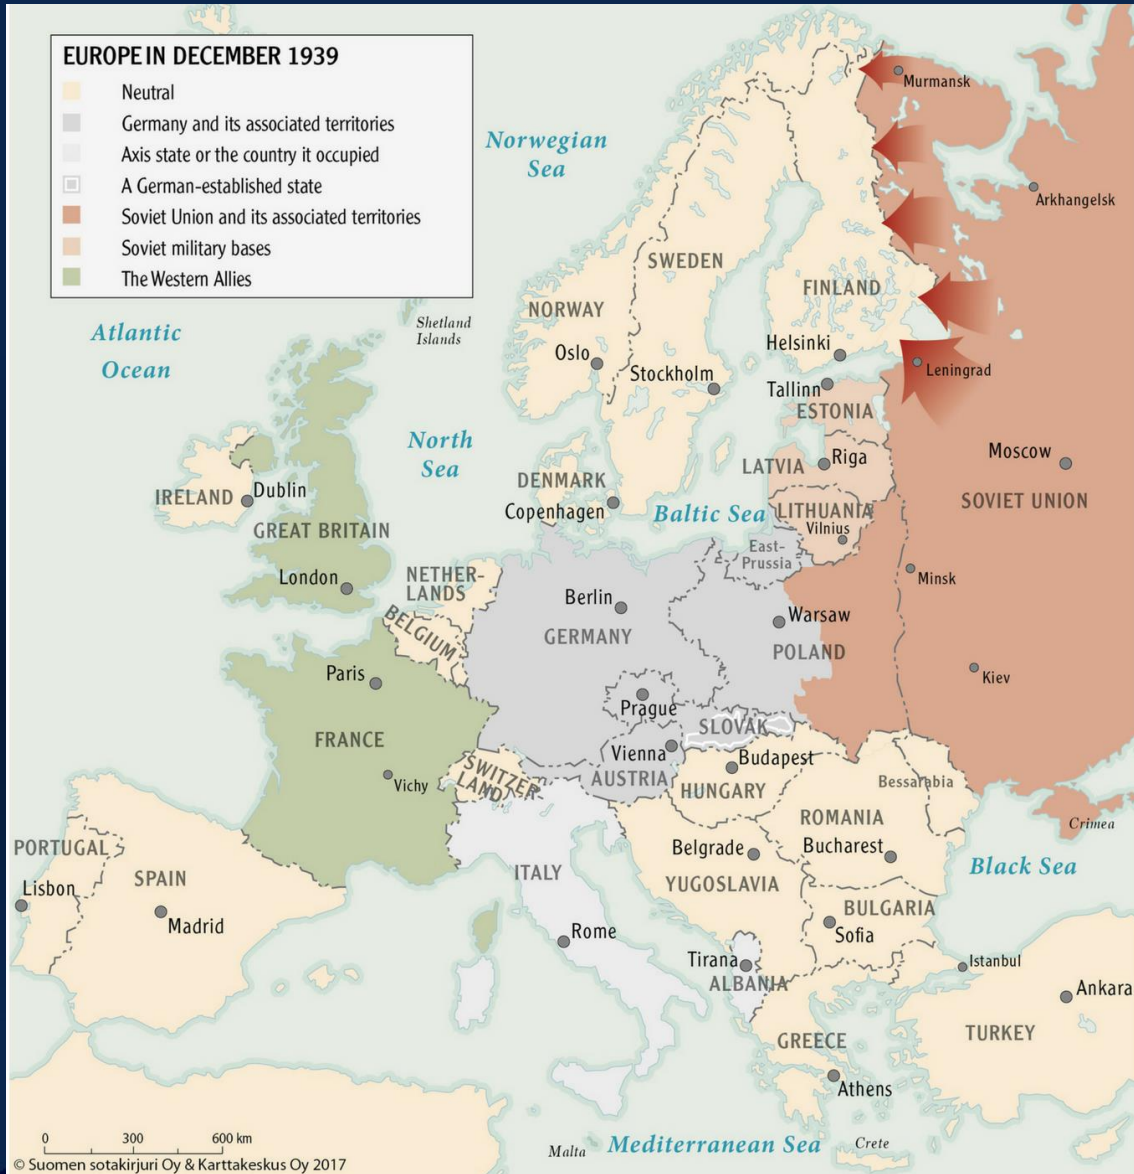 EUROPE IN DECEMBER 1939
Neutral
Germany and its associated territories
Axis state or the country it occupied
A German-established state
Soviet Union and its associated territories
Soviet military bases
The Western Allies
Murmansk
Norwegian
Sea
Arkhangelsk
SWEDEN
FINLAND
NORWAY
Shetland
Islands
Atlantic
Ocean
Helsinki
Oslo
Stockholm
Leningrad
Tallinn
ESTONIA
North
Sea
Moscow
Riga
LATVIA
DENMARK
IRELAND
Dublin
SOVIET UNION
Copenhagen
Baltic Sea
LITHUANIA
Vilnius
GREAT BRITAIN
East-
Prussia
NETHER-
LANDS
London
Minsk
Berlin
Warsaw
BELGIUM
GERMANY
POLAND
Paris
Kiev
Prague
SLOVAK
FRANCE
Vienna
Budapest
SWITZER-
LAND
Vichy
AUSTRIA
HUNGARY
Bessarabia
ROMANIA
Crimea
PORTUGAL
Belgrade
Bucharest
Black Sea
ITALY
SPAIN
YUGOSLAVIA
Lisbon
BULGARIA
Madrid
Rome
Sofia
Tirana
Istanbul
ALBANIA
Ankara
TURKEY
GREECE
Athens
0 300 600 km
Malta
Mediterranean Sea
Crete
© Suomen sotakirjuri Oy & Karttakeskus Oy 2017